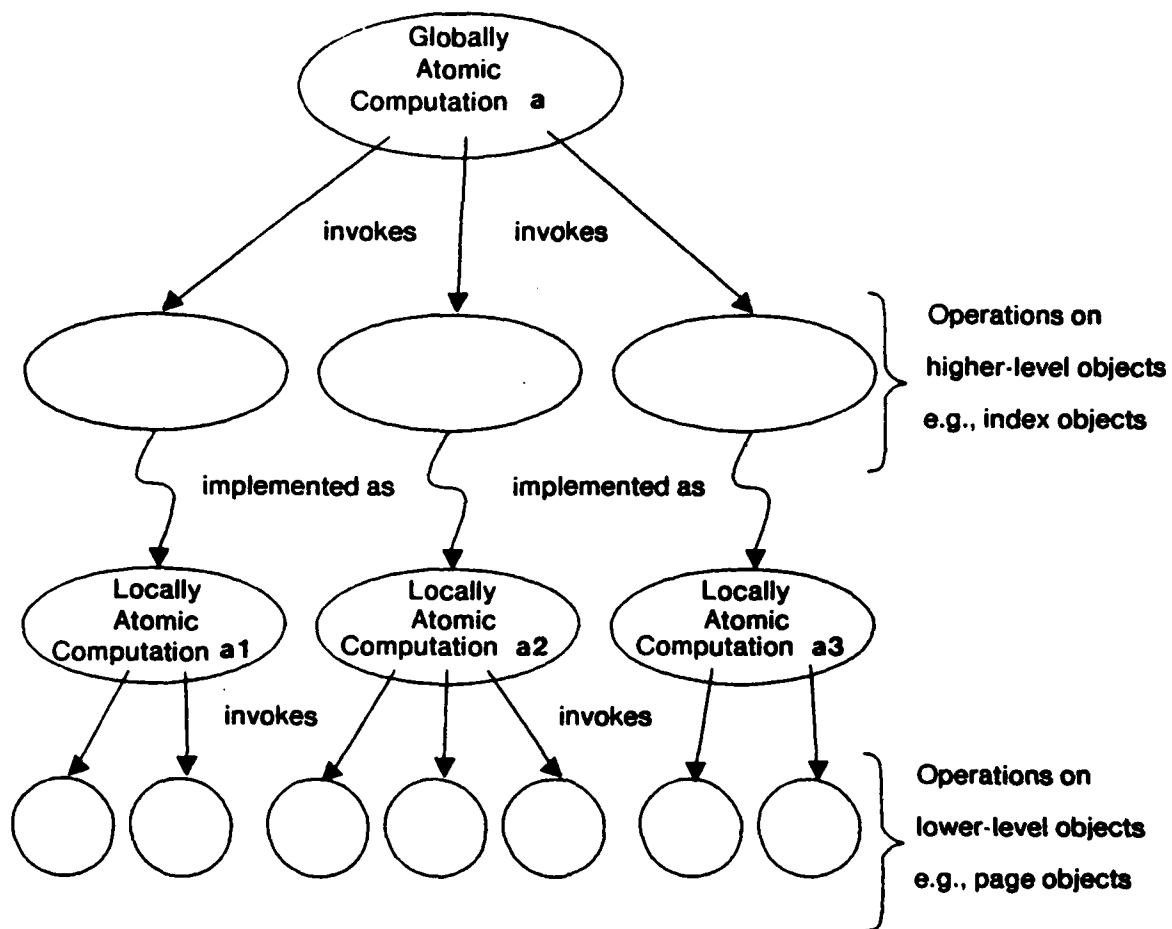 Globally
Atomic
Computation a
invokes
invokes
Operations on
higher-level objects
e.g., index objects
implemented as
implemented as
Locally
Atomic
Computation a1
Locally
Atomic
Computation a2
Locally
Atomic
Computation a3
invokes
invokes
Operations on
lower-level objects
e.g., page objects